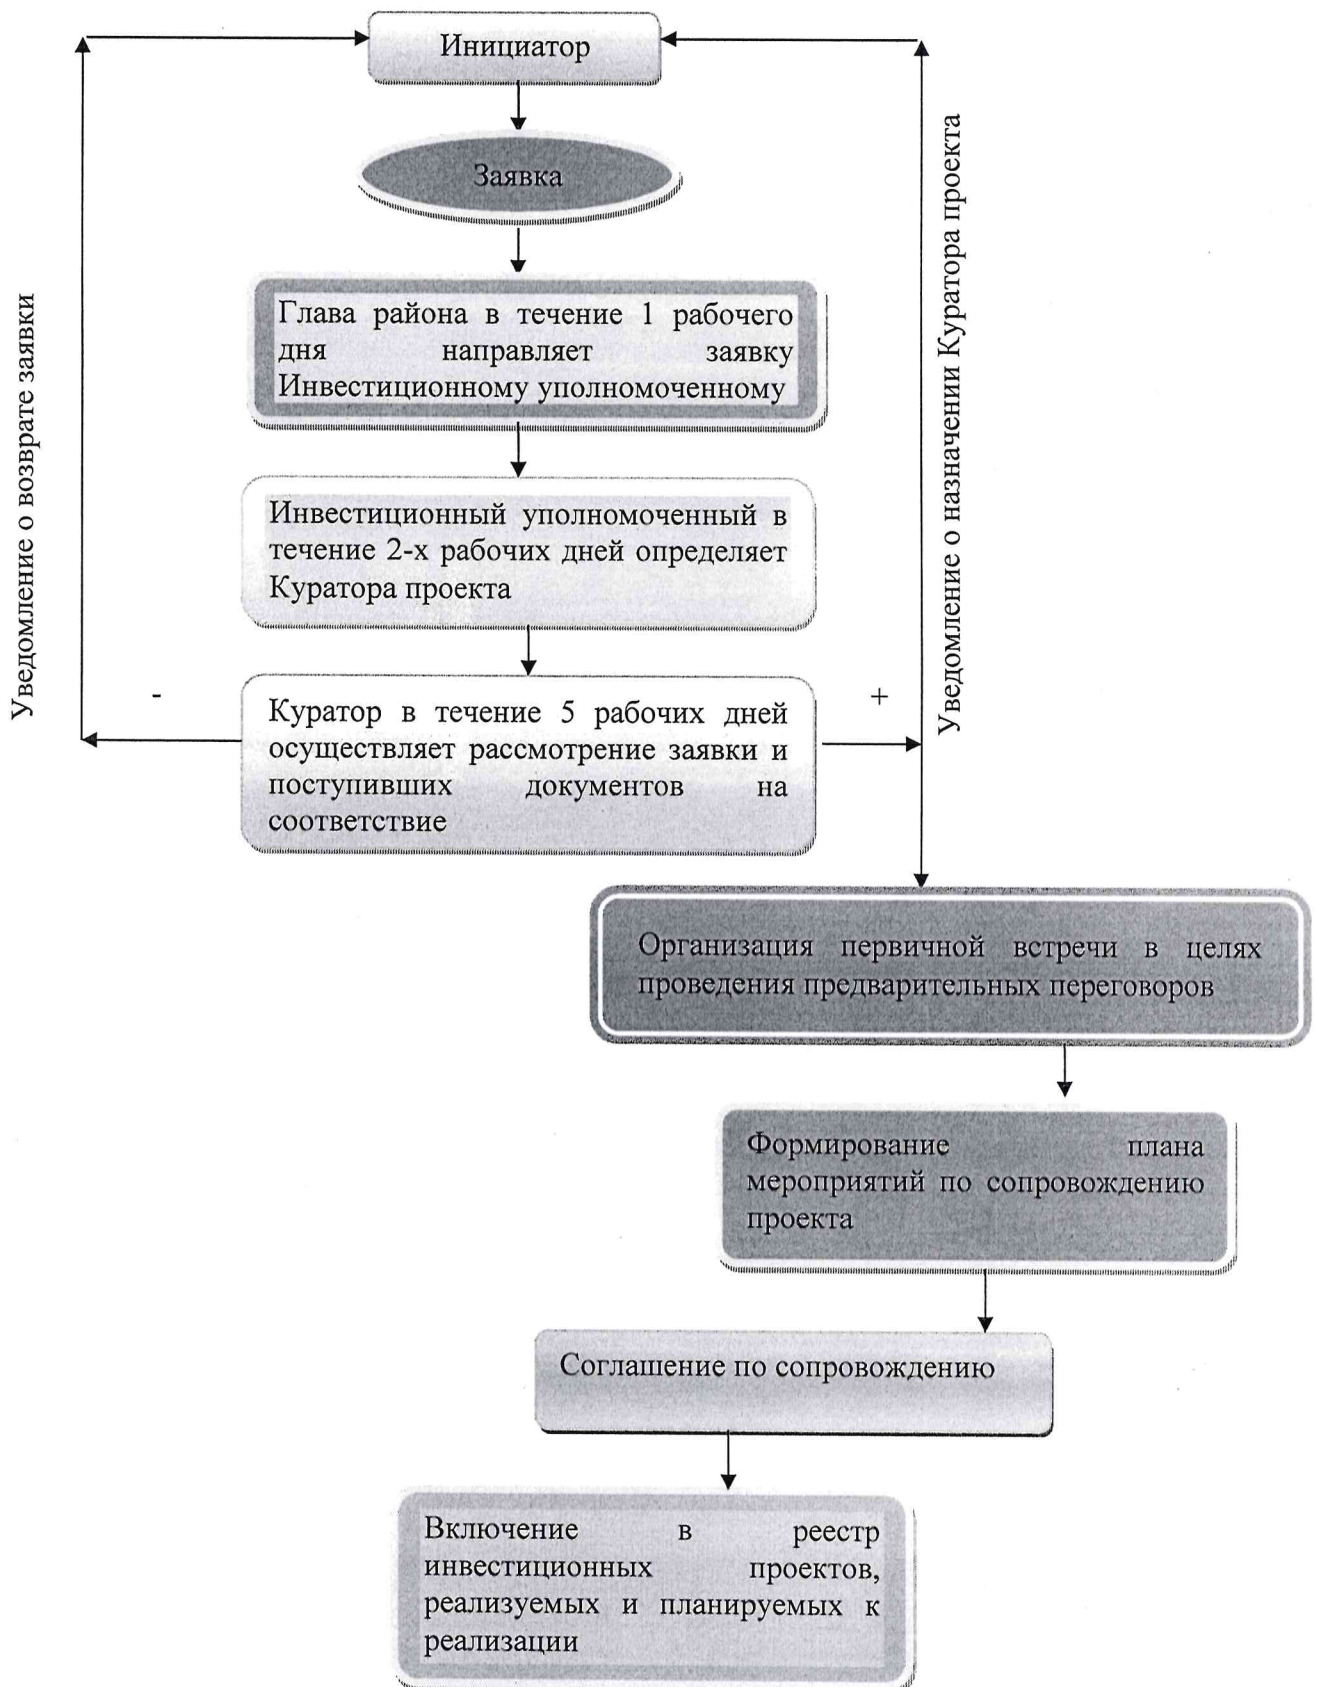 Инициатор
Заявка
Глава района в течение 1 рабочего
дня направляет заявку
Инвестиционному уполномоченному
Инвестиционный уполномоченный в
течение 2-х рабочих дней определяет
Куратора проекта
Уведомление о возврате заявки
Уведомление о назначении Куратора проекта
-
+
Куратор в течение 5 рабочих дней
осуществляет рассмотрение заявки и
поступивших документов на
соответствие
Организация первичной встречи в целях
проведения предварительных переговоров
Формирование плана
мероприятий по сопровождению
проекта
Соглашение по сопровождению
Включение в реестр
инвестиционных проектов,
реализуемых и планируемых к
реализации